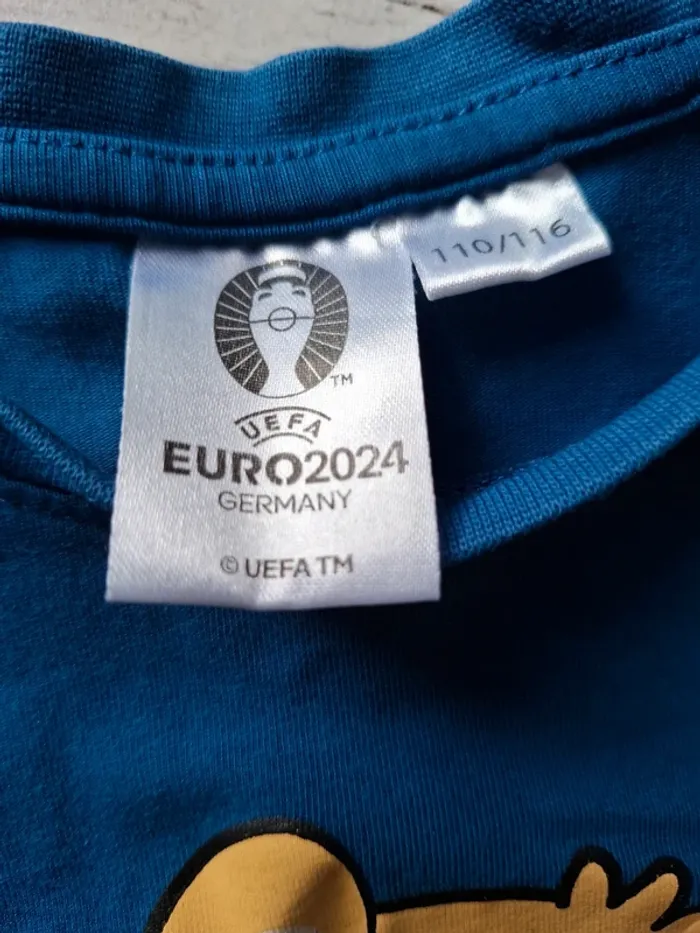 110/116
TM
UEFA
EURO2024
GERMANY
© UEFA TM